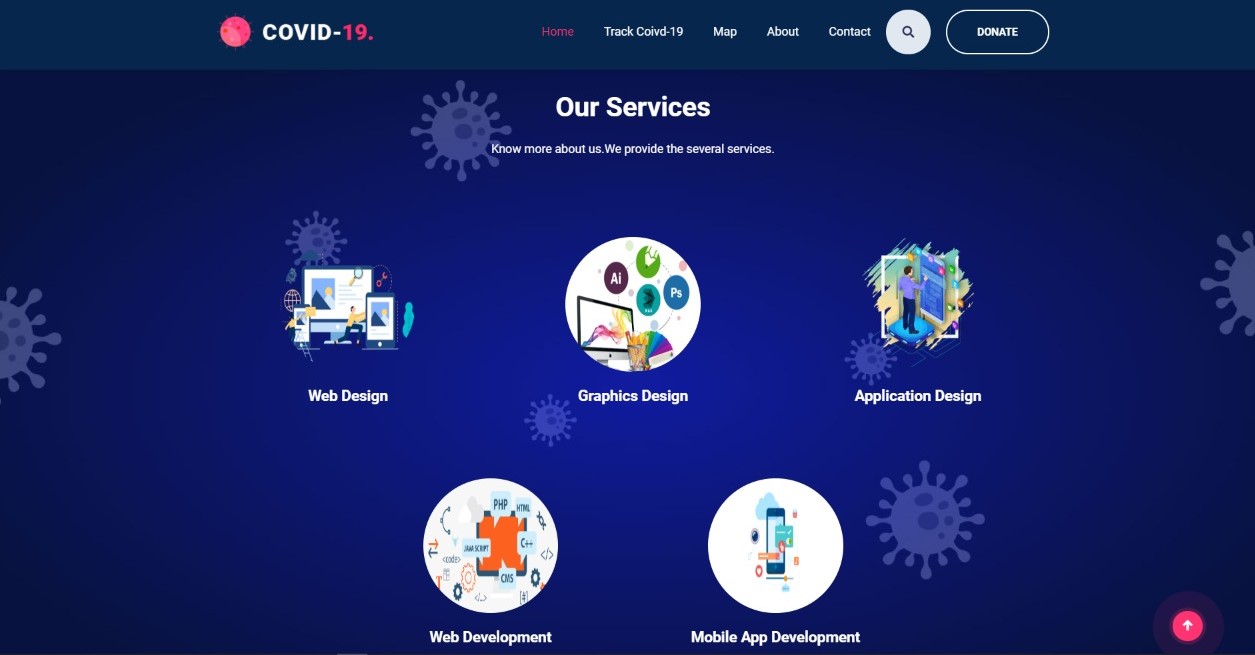 COVID-19.
Home
Track Coivd-19
Map
About
Contact
DONATE
Our Services
Know more about us.We provide the several services.
Ai
Ps
Web Design
Graphics Design
Application Design
PHP
HTML
JAVA SCRIPT
C++
<code>
</>
CMS
Web Development
Mobile App Development